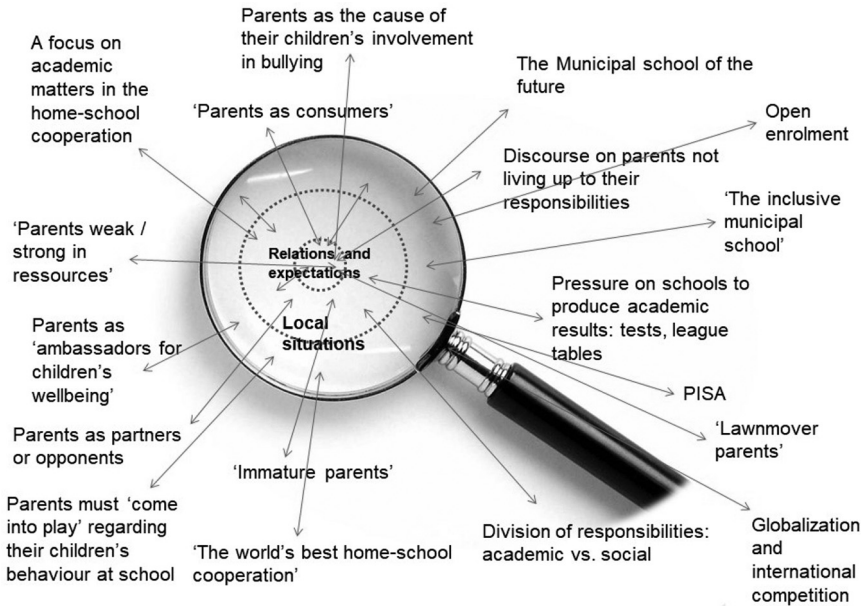 Parents as the cause of
their children's involvement
in bullying
A focus on
academic
matters in the
home-school
cooperation
'Parents as consumers'
The Municipal school of the
future
Open
enrolment
Discourse on parents not
living up to their
responsibilities
'The inclusive
municipal
school'
'Parents weak /
strong in
ressources'
Relations and
expectations
Pressure on schools to
produce academic
results: tests, league
tables
Local
situations
Parents as
'ambassadors for
children's
wellbeing'
PISA
'Lawnmover
parents'
Parents as partners
or opponents
'Immature parents'
Parents must 'come
into play' regarding
their children's
behaviour at school
'The world's best home-school
cooperation'
Division of responsibilities:
academic vs. social
Globalization
and
international
competition